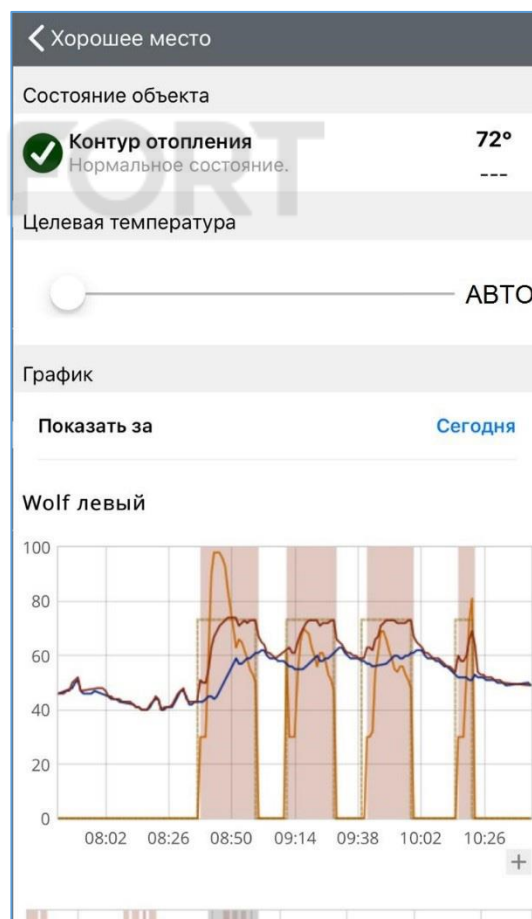 Хорошее место
Состояние объекта
FORT
Контур отопления
72°
Нормальное состояние.
---
Целевая температура
АВТО
График
Показать за
Сегодня
Wolf левый
100
80
60
40
20
0
08:02 08:26 08:50 09:14 09:38 10:02 10:26
+